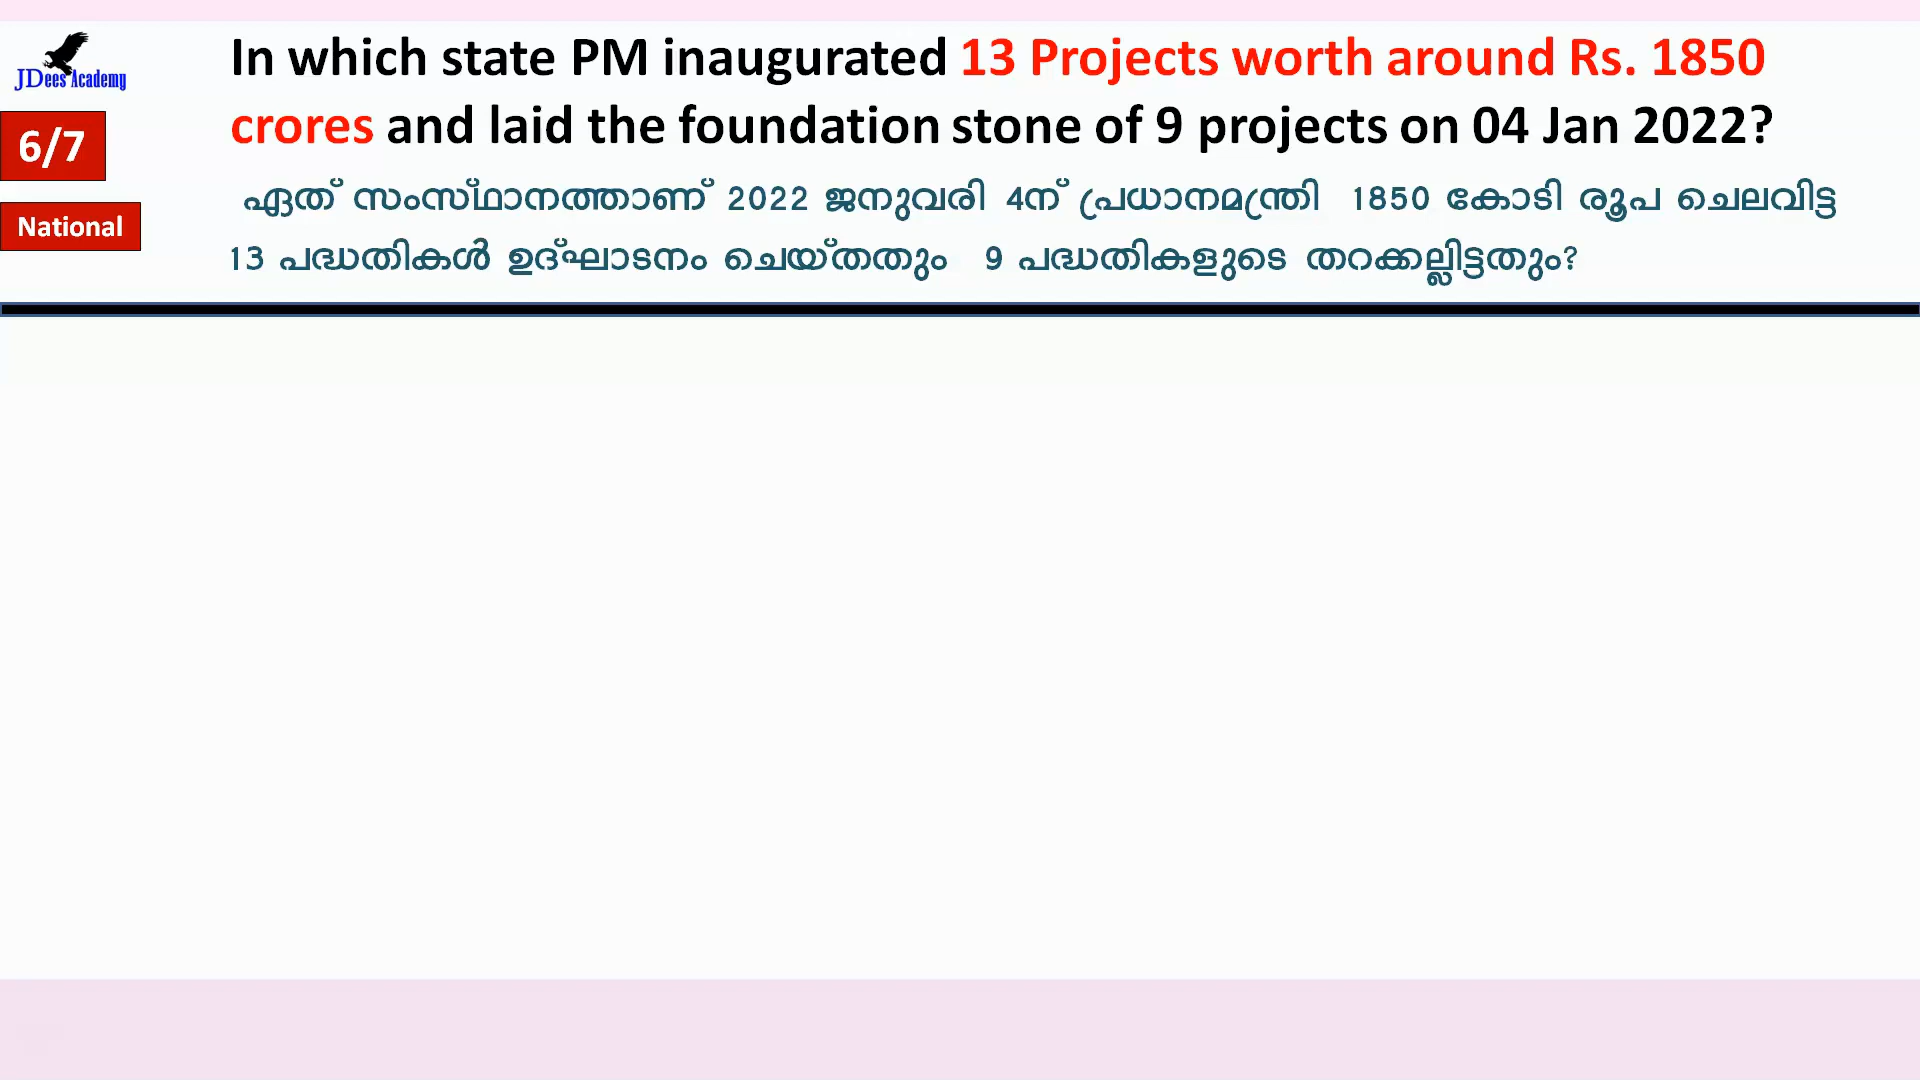 JDees Academy
In which state PM inaugurated 13 Projects worth around Rs. 1850
crores and laid the foundation stone of 9 projects on 04 Jan 2022?
6/7
National
ഏത് സംസ്ഥാനത്താണ് 2022 ജനുവരി 4ന് പ്രധാനമന്ത്രി 1850 കോടി രൂപ ചെലവിട്ട
13 പദ്ധതികൾ ഉദ്ഘാടനം ചെയ്തതും 9 പദ്ധതികളുടെ തറക്കല്ലിട്ടതും?